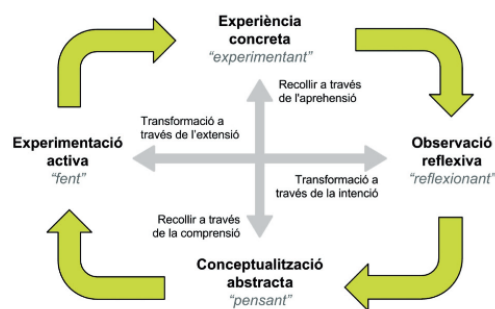 Experiència
concreta
“experimentant”
Recollir a través
de l'aprehensió
Transformació a
través de l’extensió
Experimentació
activa
“fent”
Observació
reflexiva
“reflexionant”
Transformació a
través de la intenció
Recollir a través
de la comprensió
Conceptualització
abstracta
“pensant”